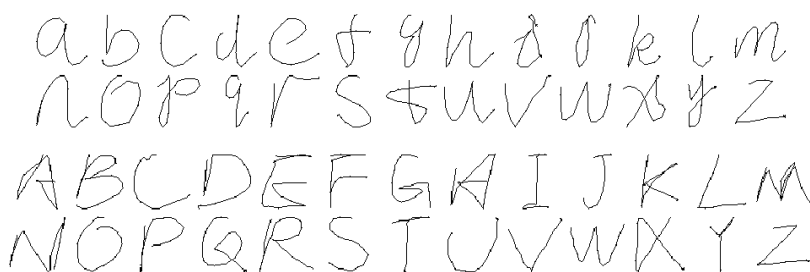 a b c d e f g h i j k l m
n o p q r s t u v w x y z
A B C D E F G H I J K L M
N O P Q R S T U V W X Y Z